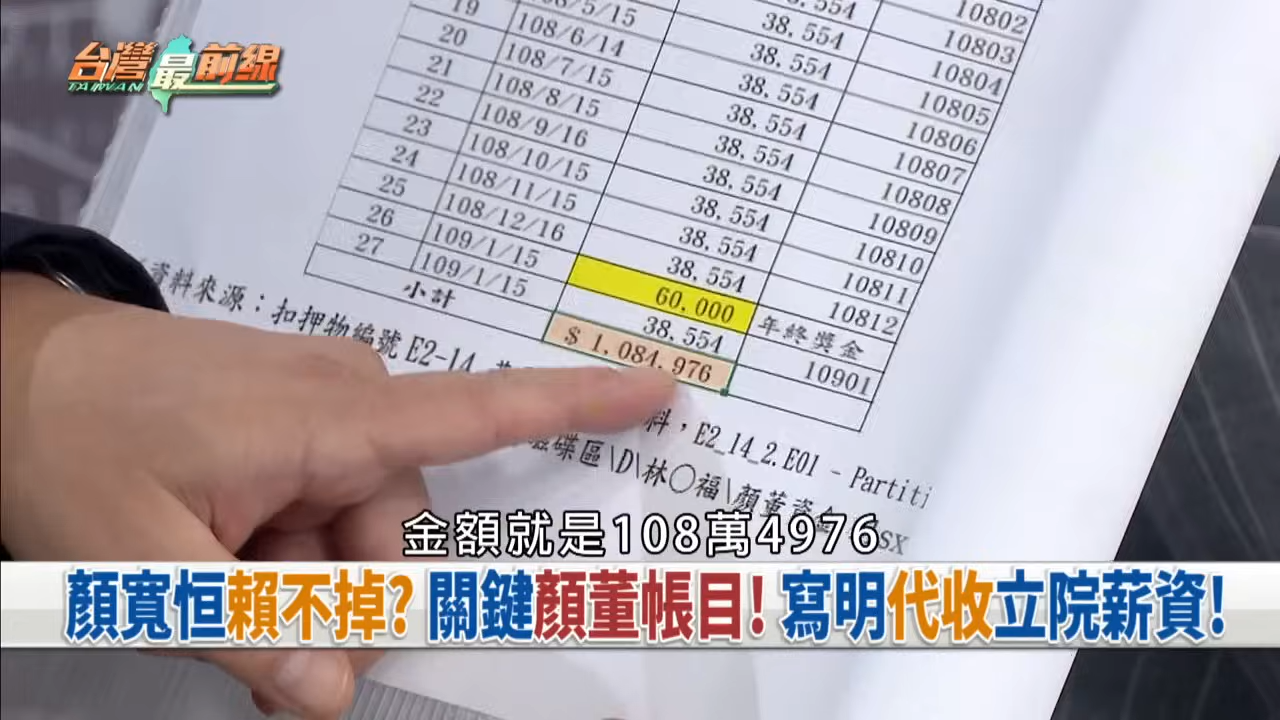 台灣最前線
TAIWAN
10802
38,554 10803
38,554 10804
108/5/15 38,554 10805
19 108/6/14 38,554 10806
20 108/7/15 38,554 10807
21 108/8/15 38,554 10808
22 108/9/16 38,554 10809
23 108/10/15 38,554 10810
24 108/11/15 38,554 10811
25 108/12/16 38,554 10812
26 109/1/15 60,000 年終獎金
27 109/1/15 38,554 10901
小計 $1,084,976
資料來源：扣押物編號E2-14 料，E2_14_2.E01 - Partiti
碟區\D\林○福\顏董資金 SX
金額就是108萬4976
顏寬恒賴不掉? 關鍵顏董帳目! 寫明代收立院薪資!